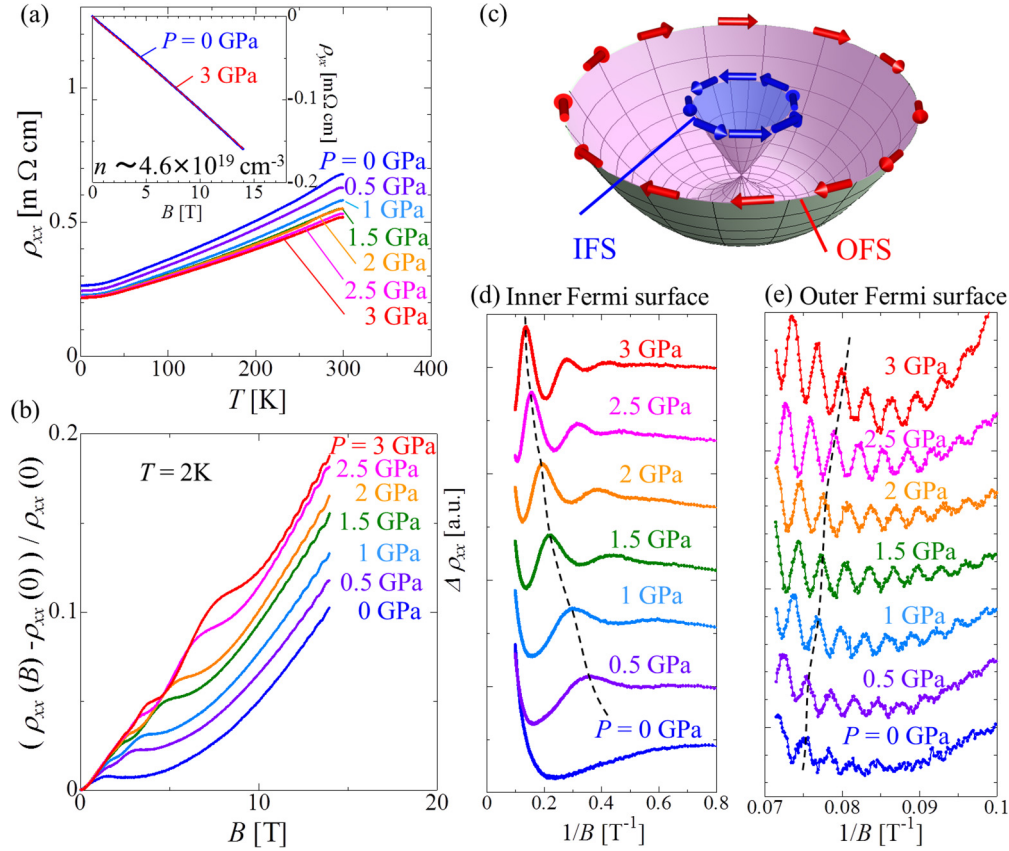 (a)
ρxx [m Ω cm]
1
0.5
0
0 100 200 300 400
T [K]
P = 0 GPa
3 GPa
n ~4.6×10¹⁹ cm⁻³
0 5 10 15
B [T]
0
-0.1
-0.2
ρyx [mΩ cm]
P = 0 GPa
0.5 GPa
1 GPa
1.5 GPa
2 GPa
2.5 GPa
3 GPa
(b)
( ρxx (B) -ρxx (0) ) / ρxx (0)
0.2
0.1
0
0 10 20
B [T]
T = 2K
P = 3 GPa
2.5 GPa
2 GPa
1.5 GPa
1 GPa
0.5 GPa
0 GPa
(c)
IFS
OFS
(d) Inner Fermi surface
Δ ρxx [a.u.]
3 GPa
2.5 GPa
2 GPa
1.5 GPa
1 GPa
0.5 GPa
P = 0 GPa
0 0.2 0.4 0.6 0.8
1/B [T⁻¹]
(e) Outer Fermi surface
3 GPa
2.5 GPa
2 GPa
1.5 GPa
1 GPa
0.5 GPa
P = 0 GPa
0.07 0.08 0.09 0.1
1/B [T⁻¹]